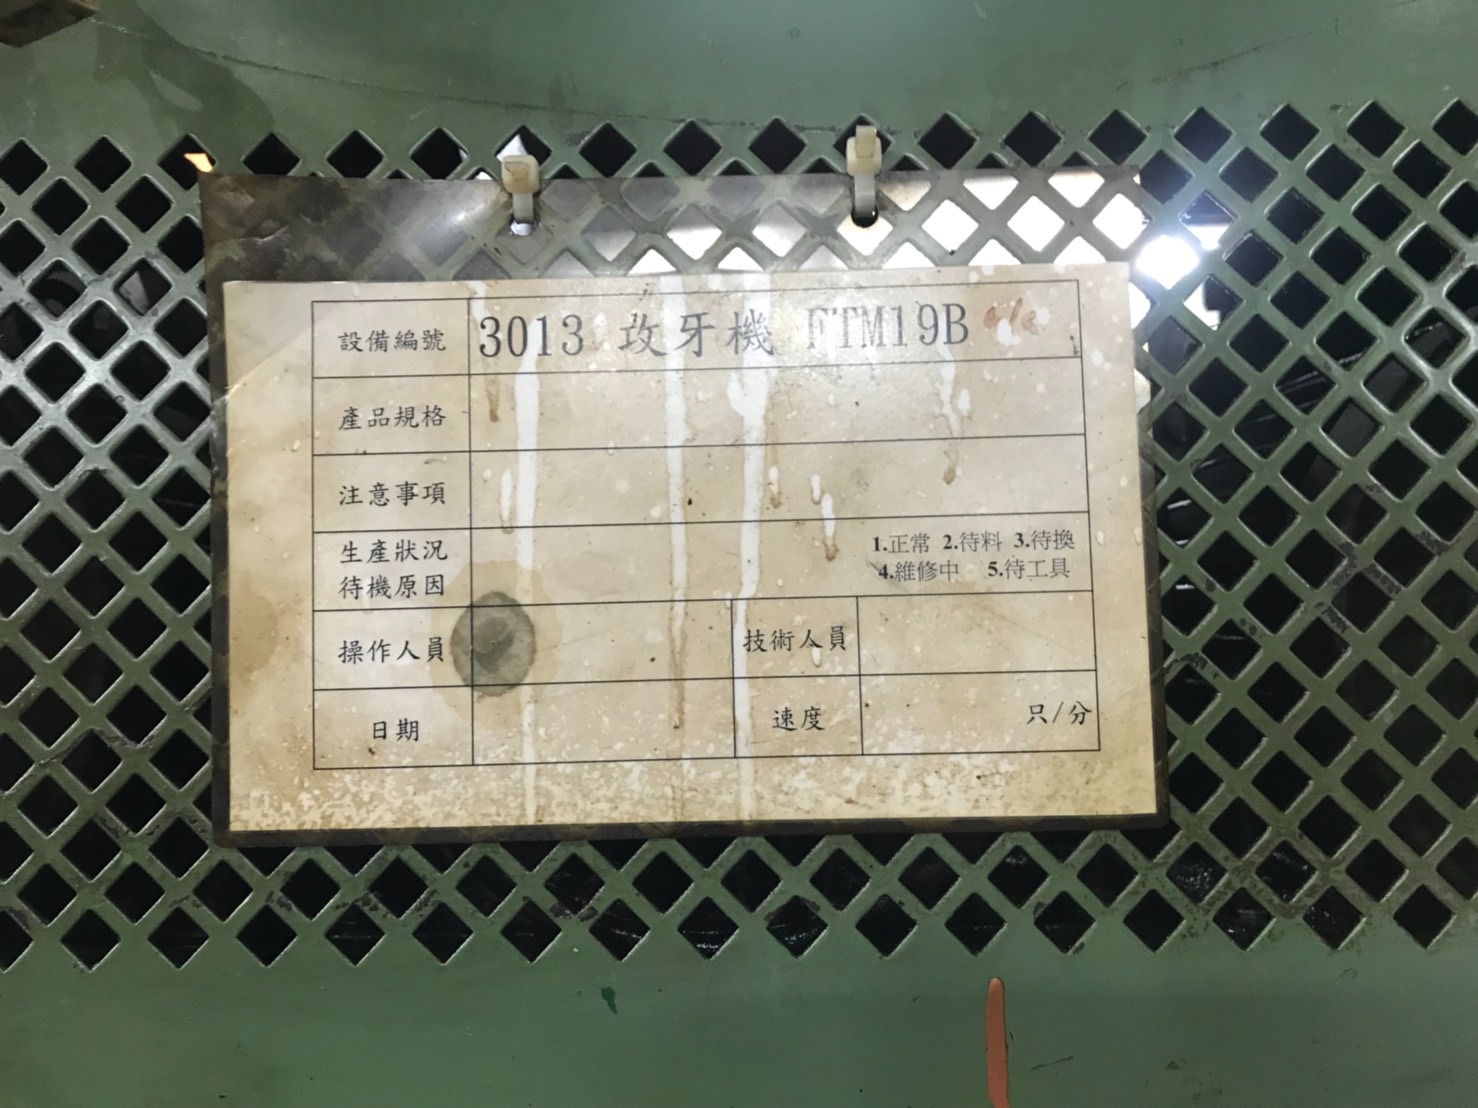 設備編號 3013 攻牙機 FTM19B
產品規格
注意事項
生產狀況 1.正常 2.待料 3.待換
待機原因 4.維修中 5.待工具
操作人員 技術人員
日期 速度 只/分